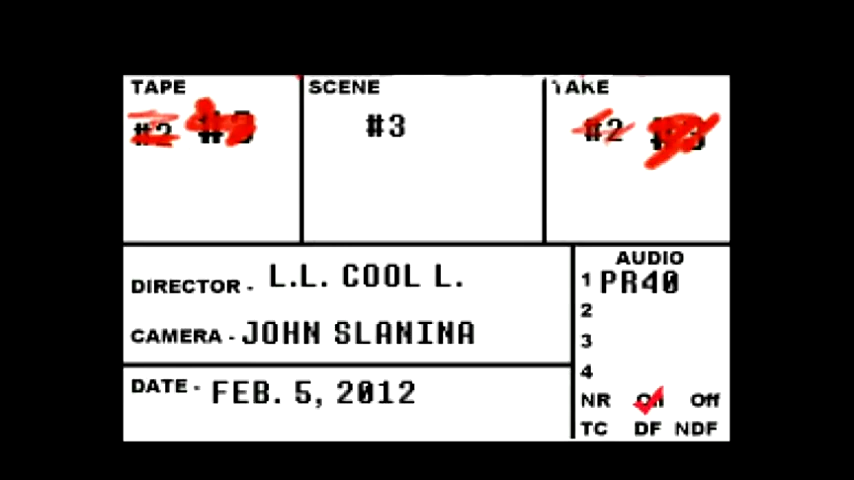 TAPE
SCENE
TAKE
#2
#3
#2
DIRECTOR - L.L. COOL L.
CAMERA - JOHN SLANINA
DATE - FEB. 5, 2012
AUDIO
1 PR40
2
3
4
NR On Off
TC DF NDF